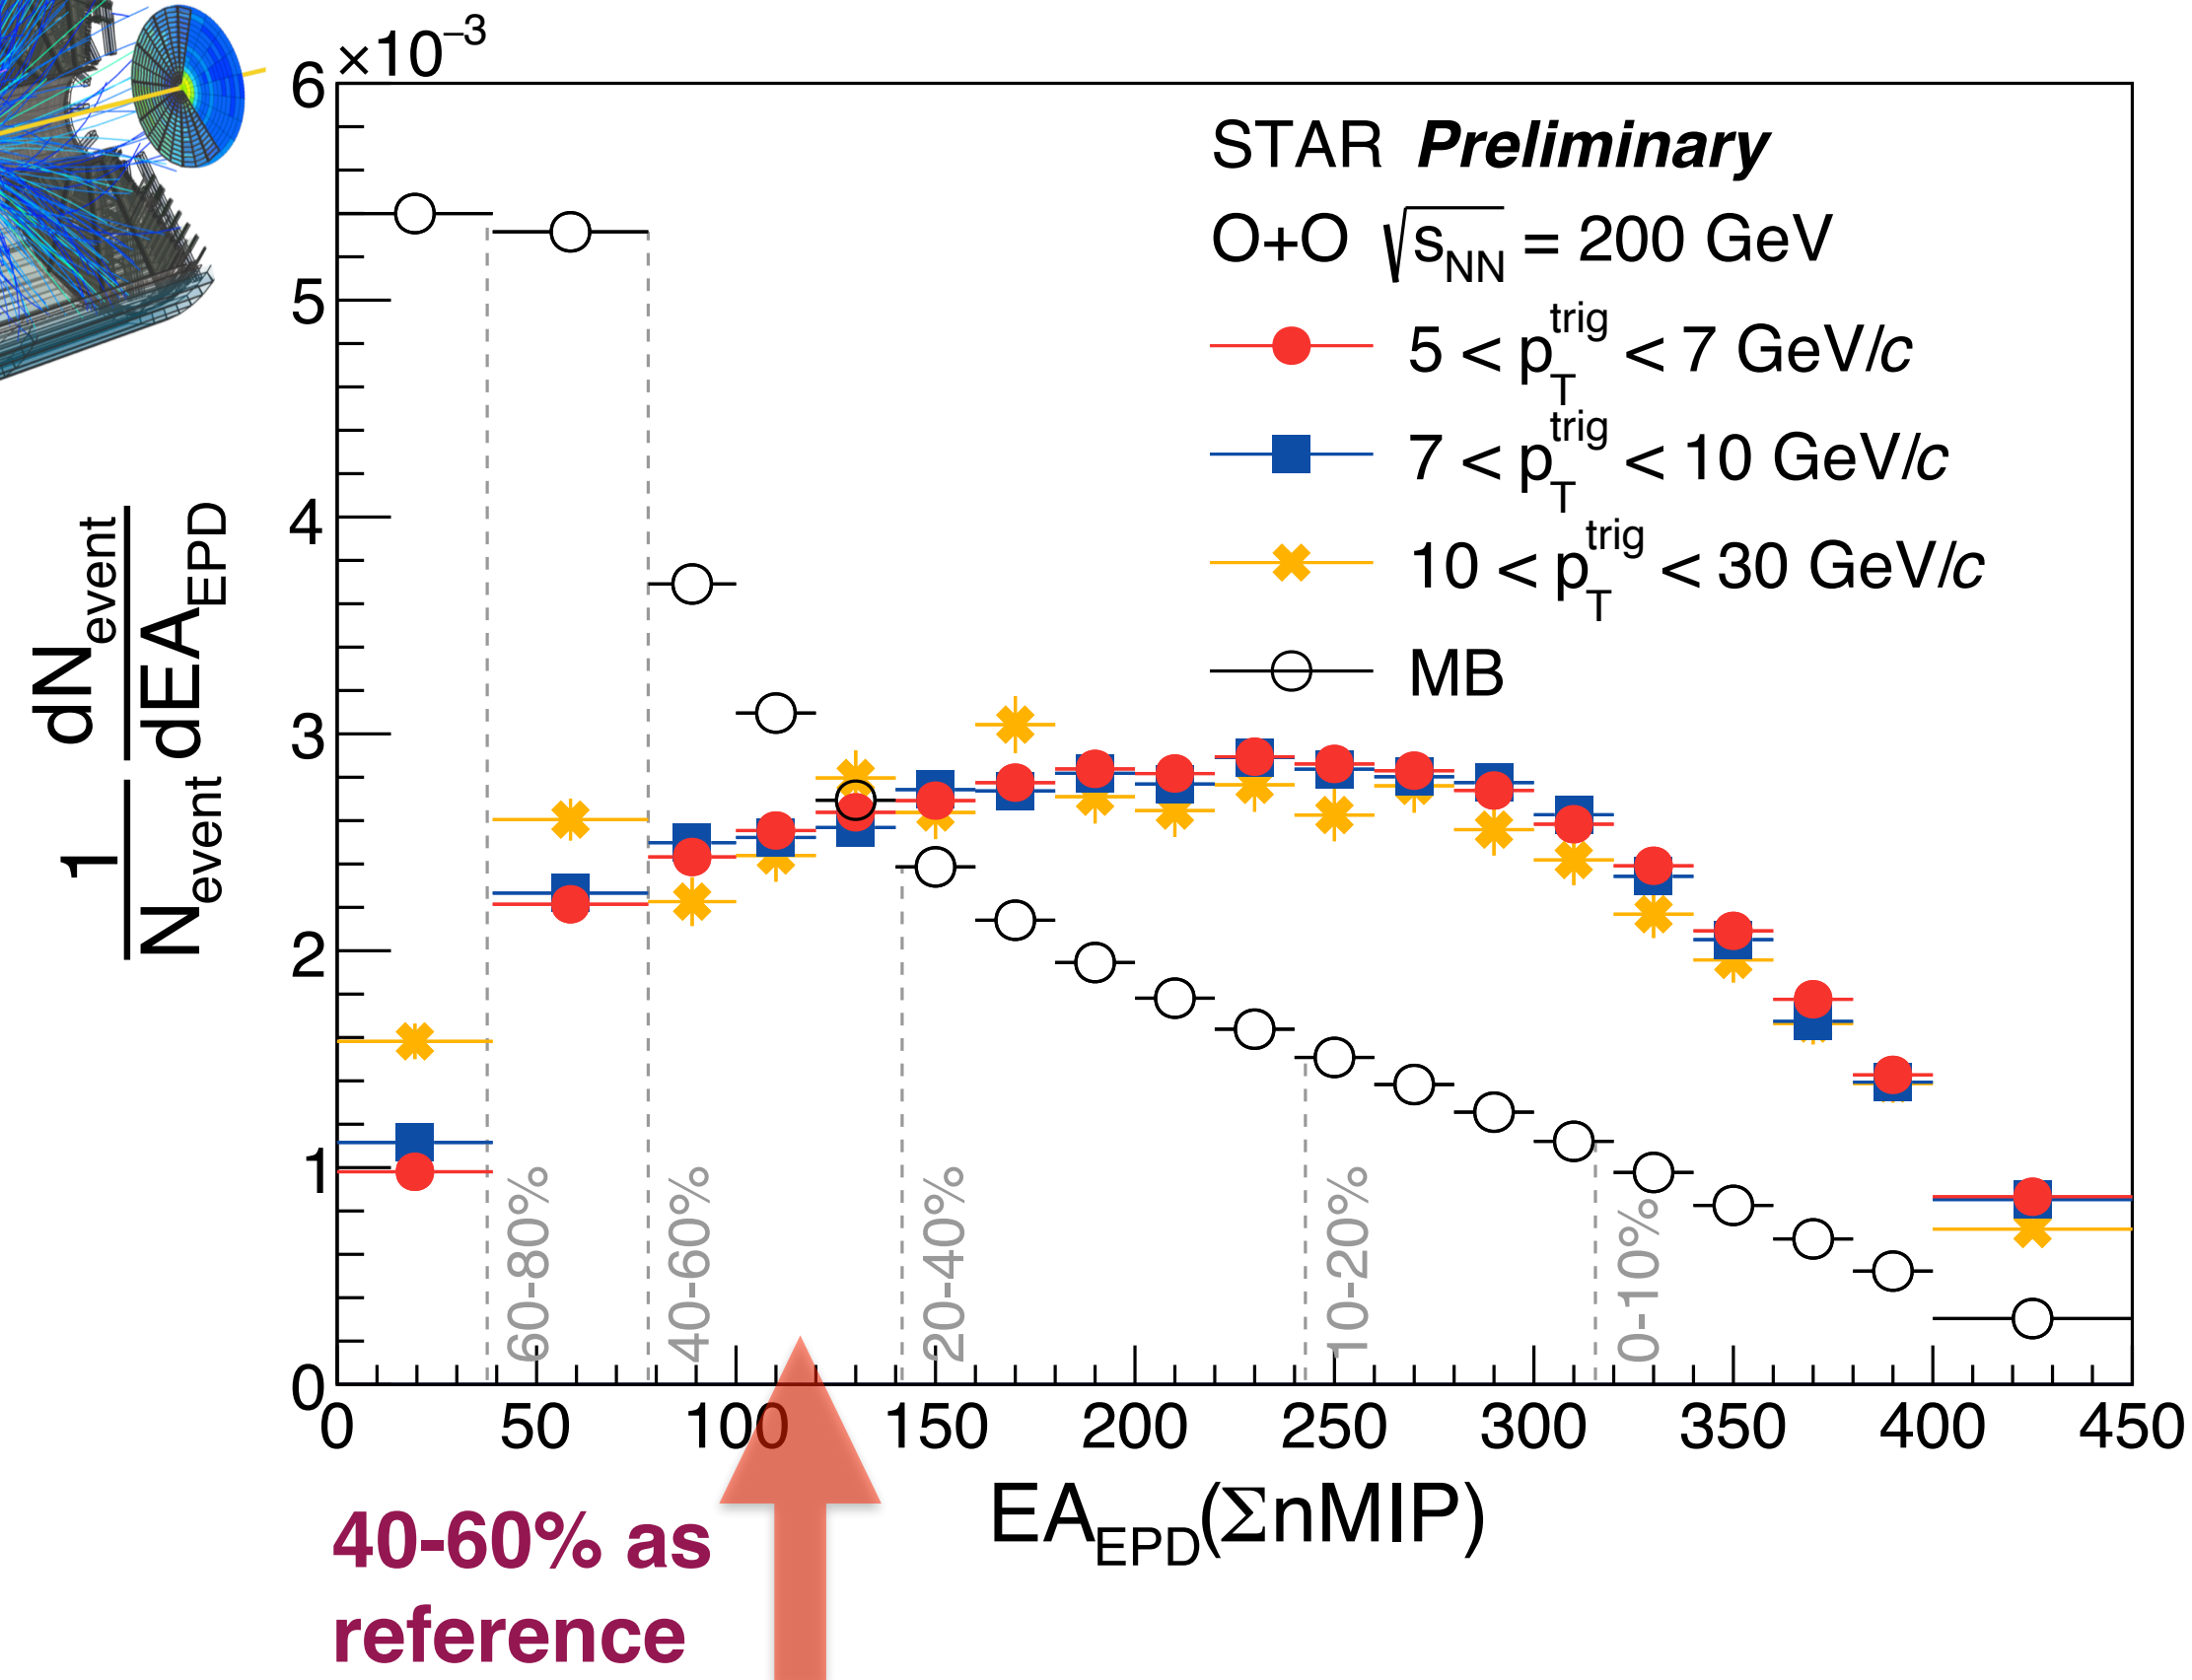 ×10⁻³
6
5
4
3
2
1
0
1 dN_event
N_event dEA_EPD
STAR Preliminary
O+O √s_NN = 200 GeV
5 < p_T^trig < 7 GeV/c
7 < p_T^trig < 10 GeV/c
10 < p_T^trig < 30 GeV/c
MB
60-80%
40-60%
20-40%
10-20%
0-10%
0 50 100 150 200 250 300 350 400 450
EA_EPD(ΣnMIP)
40-60% as
reference